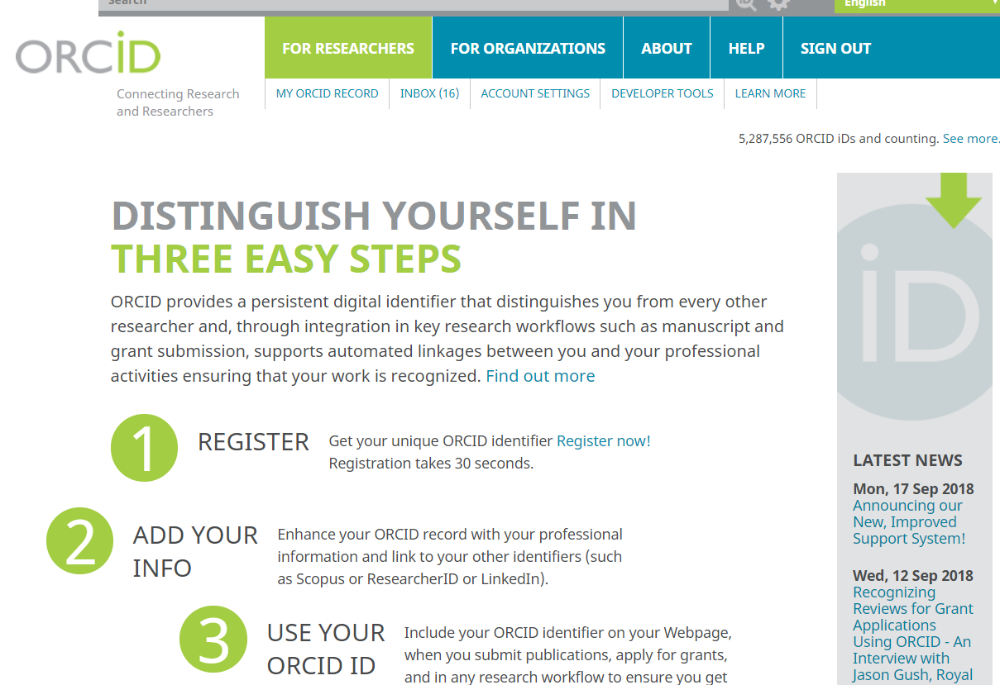 Search
English
ORCiD
Connecting Research
and Researchers
FOR RESEARCHERS
FOR ORGANIZATIONS
ABOUT
HELP
SIGN OUT
MY ORCID RECORD
INBOX (16)
ACCOUNT SETTINGS
DEVELOPER TOOLS
LEARN MORE
5,287,556 ORCID iDs and counting. See more.
DISTINGUISH YOURSELF IN
THREE EASY STEPS
ORCID provides a persistent digital identifier that distinguishes you from every other
researcher and, through integration in key research workflows such as manuscript and
grant submission, supports automated linkages between you and your professional
activities ensuring that your work is recognized. Find out more
1
REGISTER
Get your unique ORCID identifier Register now!
Registration takes 30 seconds.
2
ADD YOUR
INFO
Enhance your ORCID record with your professional
information and link to your other identifiers (such
as Scopus or ResearcherID or LinkedIn).
3
USE YOUR
ORCID ID
Include your ORCID identifier on your Webpage,
when you submit publications, apply for grants,
and in any research workflow to ensure you get
iD
LATEST NEWS
Mon, 17 Sep 2018
Announcing our
New, Improved
Support System!
Wed, 12 Sep 2018
Recognizing
Reviews for Grant
Applications
Using ORCID - An
Interview with
Jason Gush, Royal